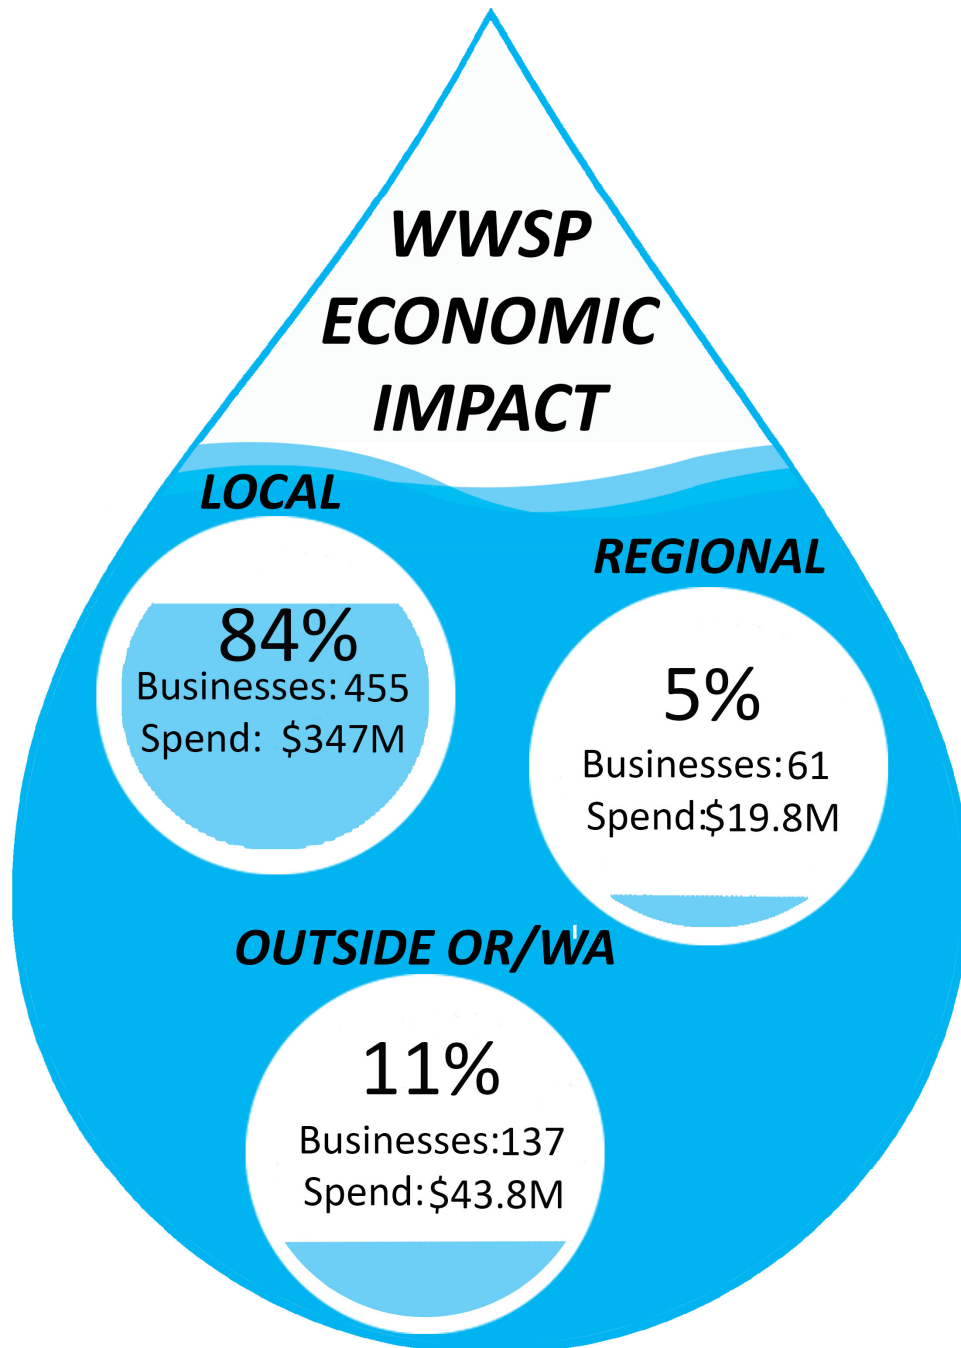 WWSP
ECONOMIC
IMPACT
LOCAL
84%
Businesses: 455
Spend: $347M
REGIONAL
5%
Businesses: 61
Spend:$19.8M
OUTSIDE OR/WA
11%
Businesses:137
Spend: $43.8M